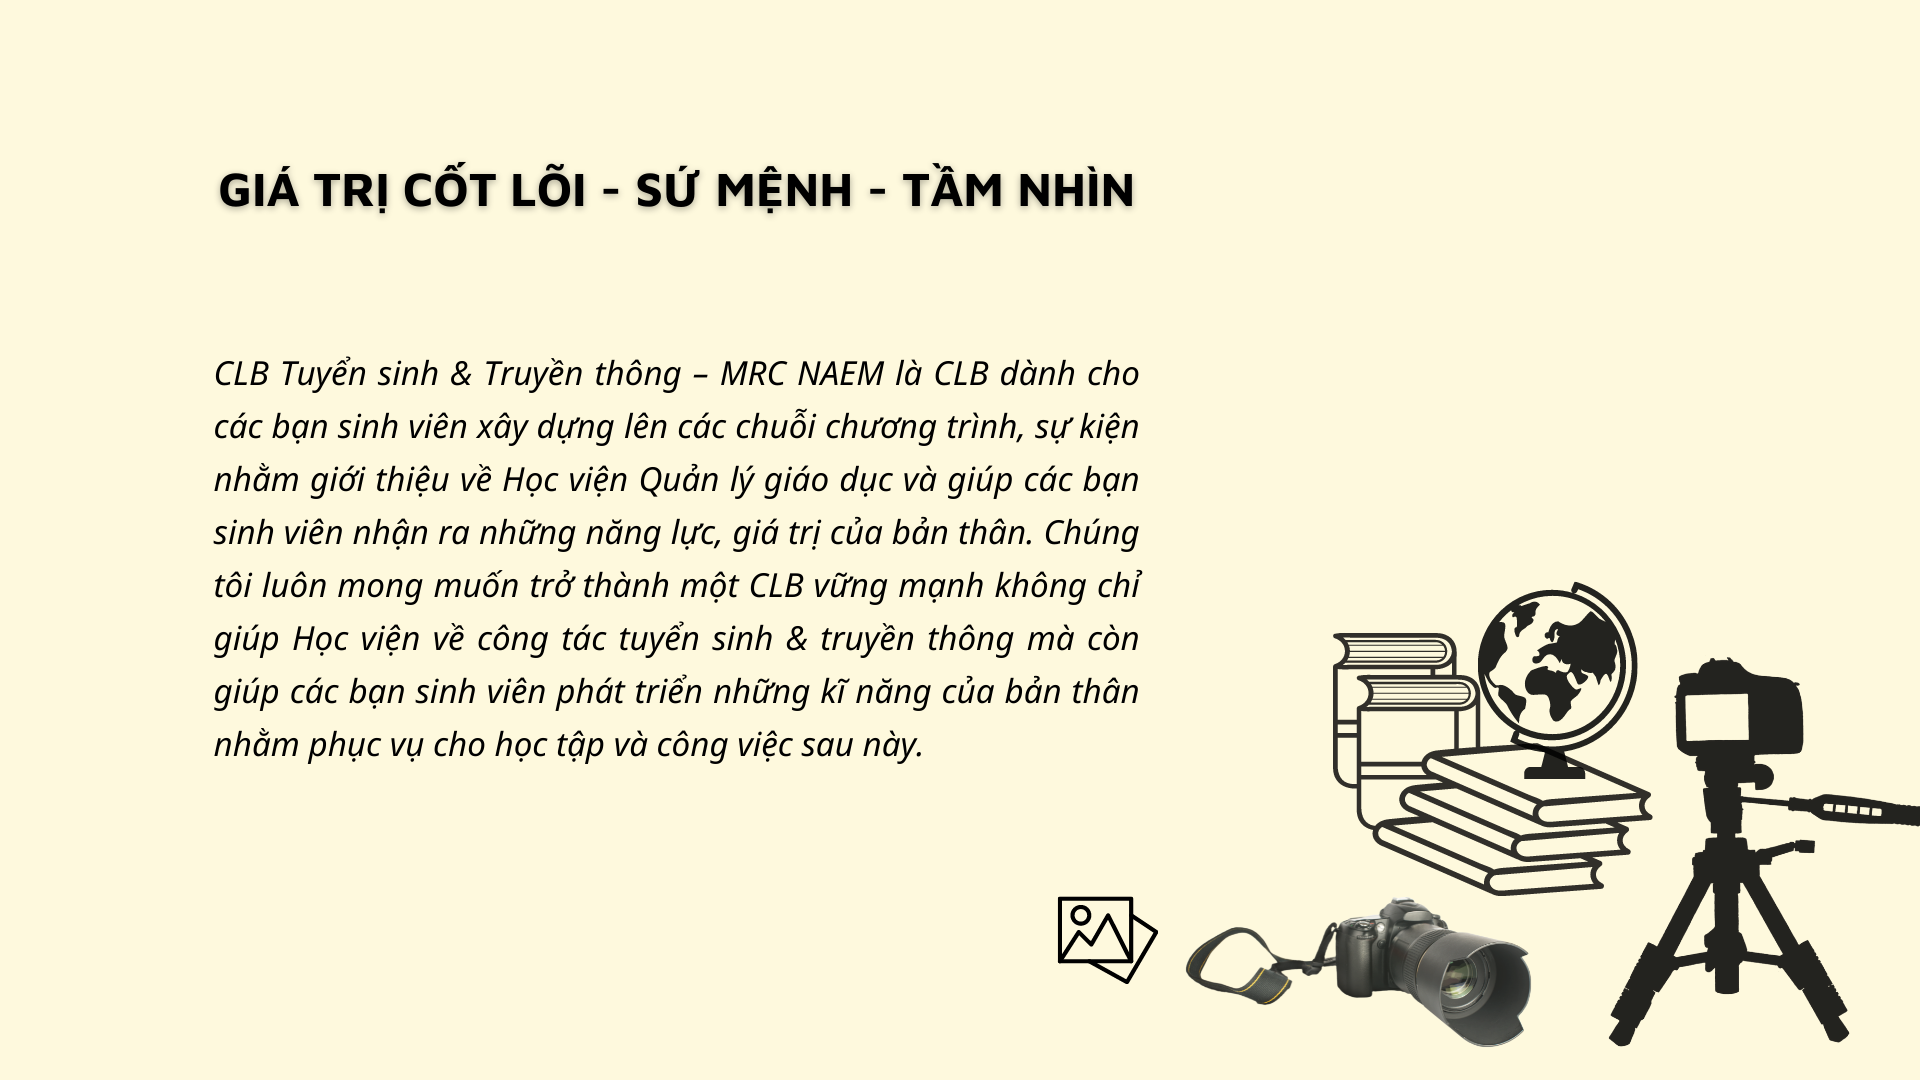 GIÁ TRỊ CỐT LÕI - SỨ MỆNH - TẦM NHÌN
CLB Tuyển sinh & Truyền thông – MRC NAEM là CLB dành cho
các bạn sinh viên xây dựng lên các chuỗi chương trình, sự kiện
nhằm giới thiệu về Học viện Quản lý giáo dục và giúp các bạn
sinh viên nhận ra những năng lực, giá trị của bản thân. Chúng
tôi luôn mong muốn trở thành một CLB vững mạnh không chỉ
giúp Học viện về công tác tuyển sinh & truyền thông mà còn
giúp các bạn sinh viên phát triển những kĩ năng của bản thân
nhằm phục vụ cho học tập và công việc sau này.